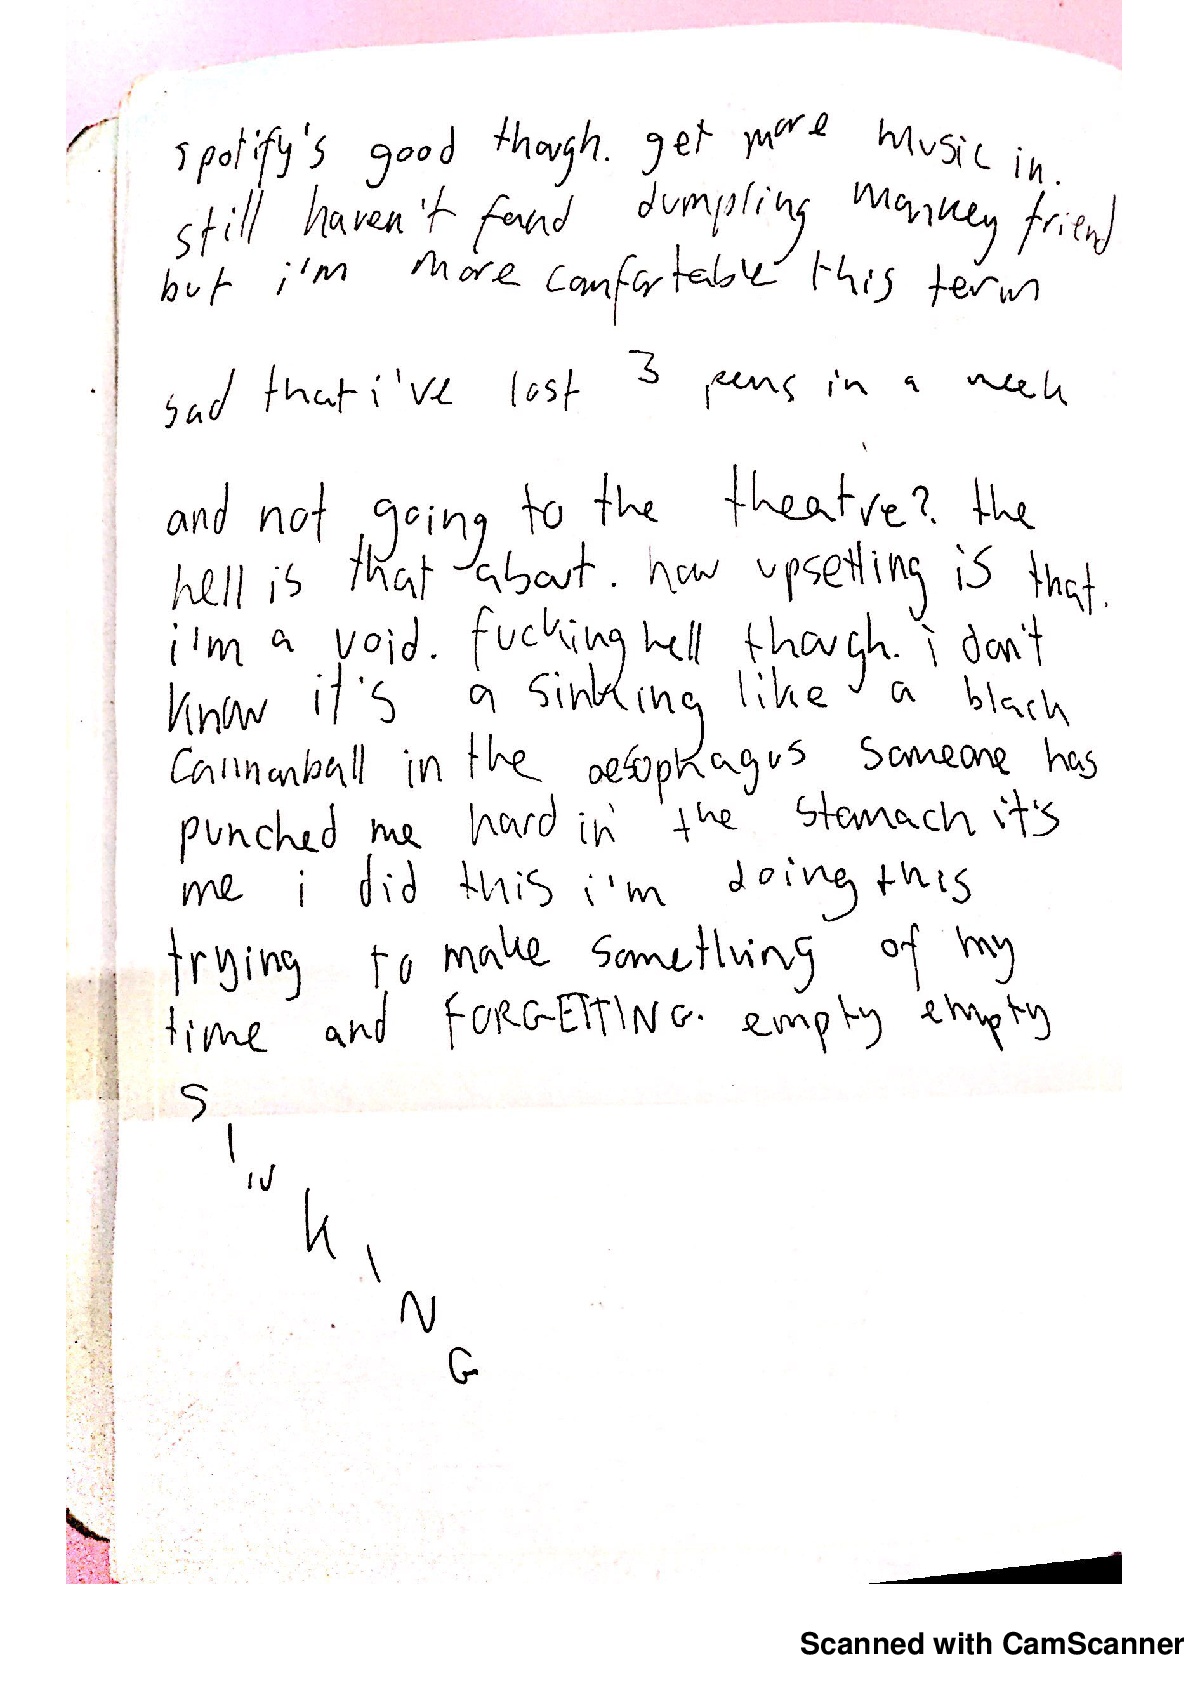 spotify's good though. get more music in.
still haven't found dumpling monkey friend
but i'm more comfortable this term
sad that i've lost 3 pens in a week
and not going to the theatre? the
hell is that about. how upsetting is that.
i'm a void. fucking hell though. i don't
know it's a sinking like a black
cannonball in the oesophagus someone has
punched me hard in the stomach it's
me i did this i'm doing this
trying to make something of my
time and FORGETTING. empty empty
S
I
N
K
I
N
G
Scanned with CamScanner